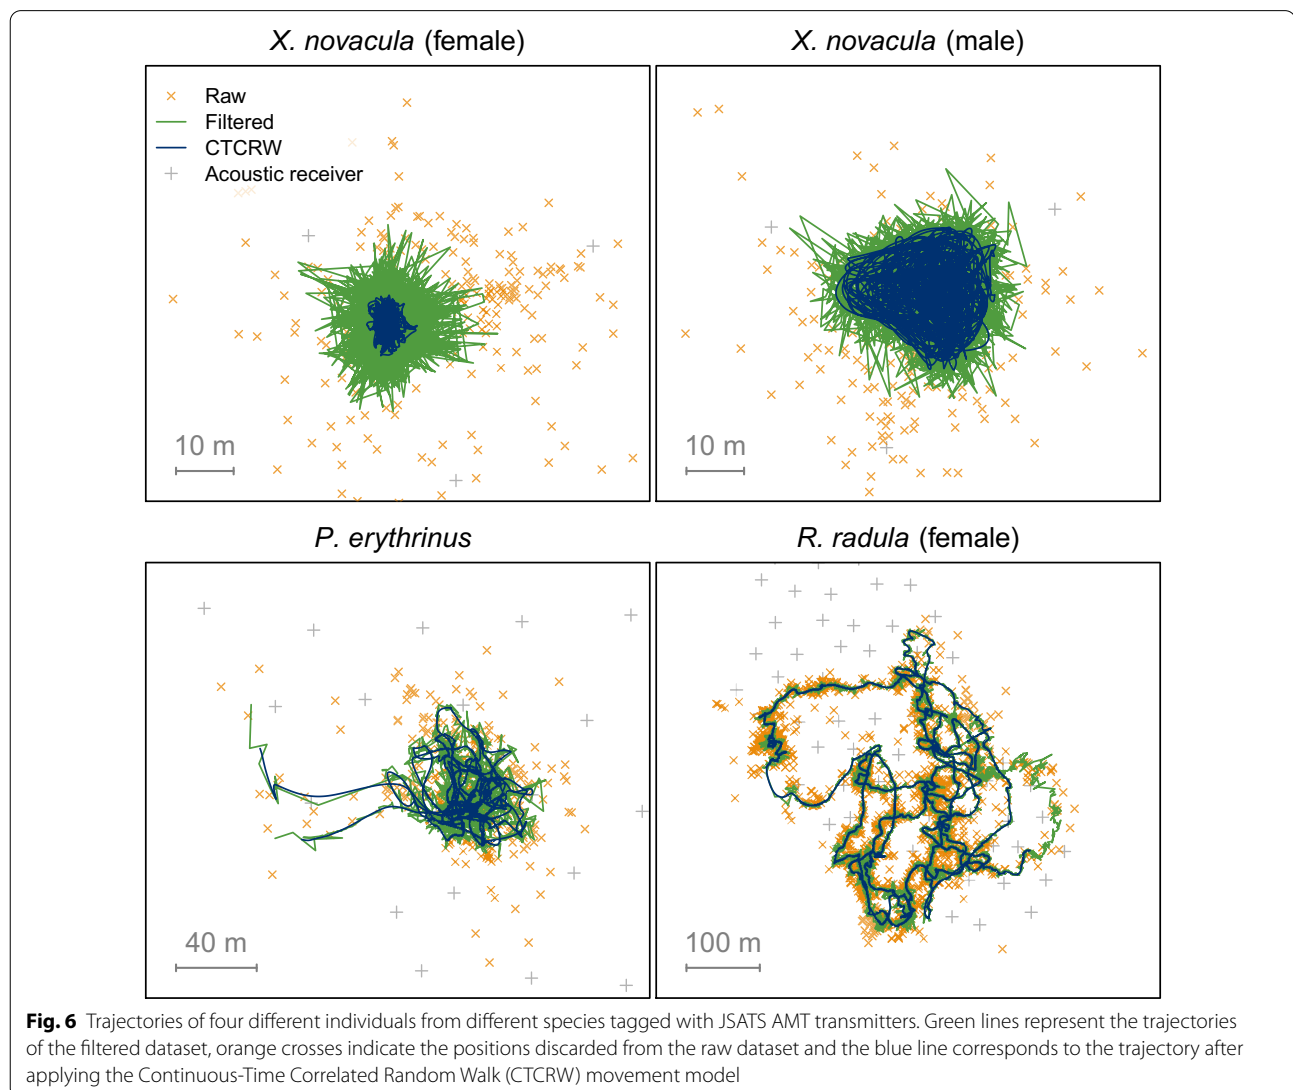 X. novacula (female)
X. novacula (male)
Raw
Filtered
CTCRW
Acoustic receiver
10 m
10 m
P. erythrinus
R. radula (female)
40 m
100 m
Fig. 6 Trajectories of four different individuals from different species tagged with JSATS AMT transmitters. Green lines represent the trajectories
of the filtered dataset, orange crosses indicate the positions discarded from the raw dataset and the blue line corresponds to the trajectory after
applying the Continuous-Time Correlated Random Walk (CTCRW) movement model